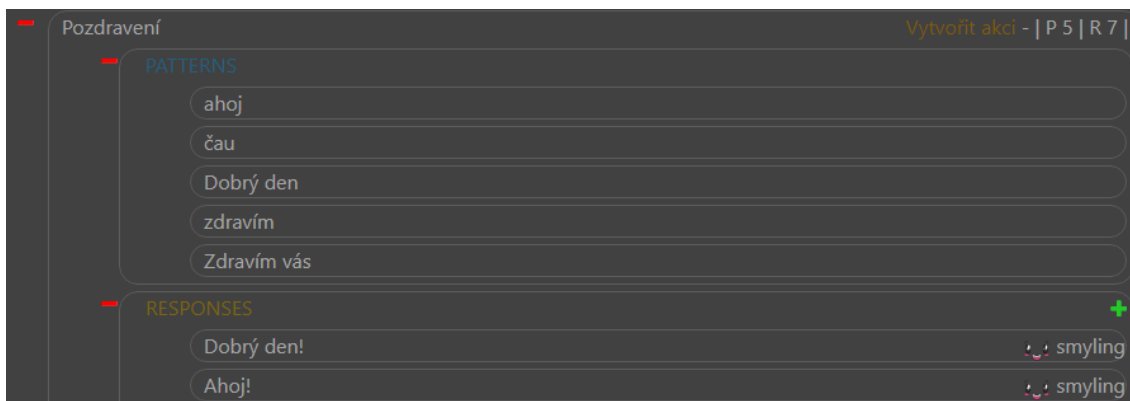 Pozdravení Vytvořit akci - | P 5 | R 7 |
PATTERNS
ahoj
čau
Dobrý den
zdravím
Zdravím vás
RESPONSES
Dobrý den! smyling
Ahoj! smyling